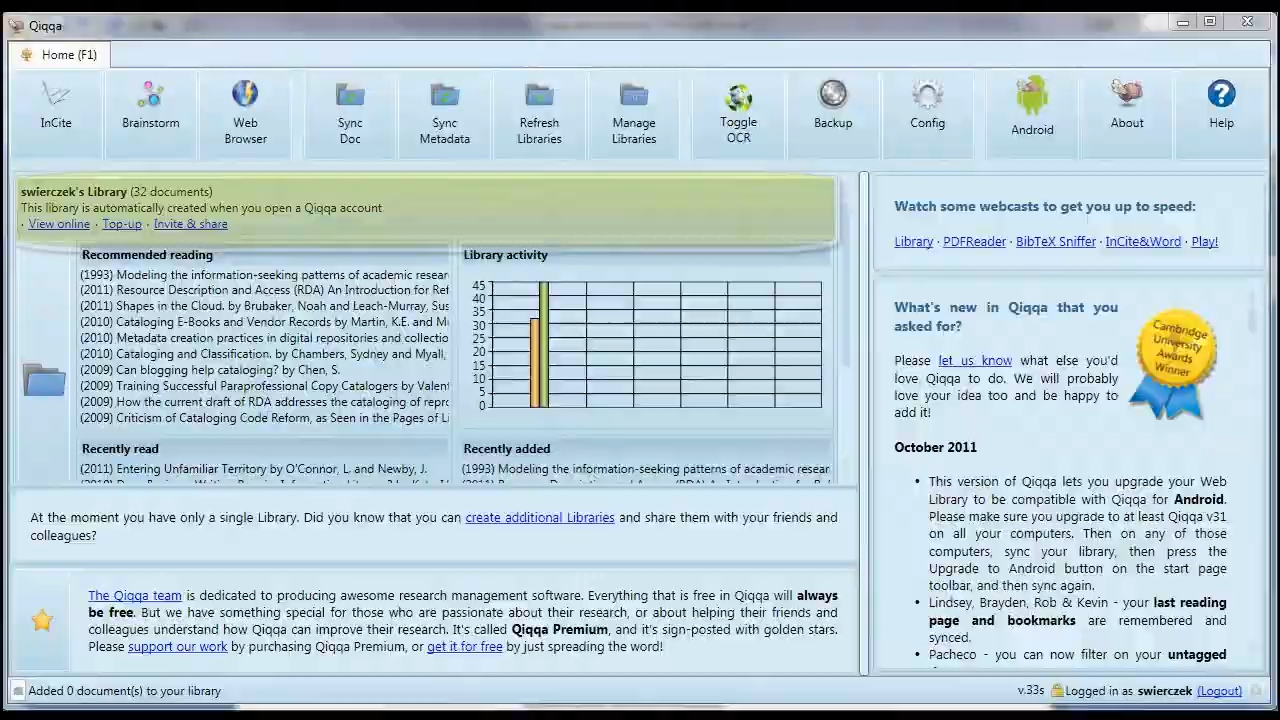 Qiqqa
Home (F1)
InCite
Brainstorm
Web
Browser
Sync
Doc
Sync
Metadata
Refresh
Libraries
Manage
Libraries
Toggle
OCR
Backup
Config
Android
About
Help
swierczek's Library (32 documents)
This library is automatically created when you open a Qiqqa account
· View online · Top-up · Invite & share
Recommended reading
(1993) Modeling the information-seeking patterns of academic resear
(2011) Resource Description and Access (RDA) An Introduction for Ref
(2011) Shapes in the Cloud. by Brubaker, Noah and Leach-Murray, Sus
(2010) Cataloging E-Books and Vendor Records by Martin, K.E. and M
(2010) Metadata creation practices in digital repositories and collectio
(2010) Cataloging and Classification. by Chambers, Sydney and Myall,
(2009) Can blogging help cataloging? by Chen, S.
(2009) Training Successful Paraprofessional Copy Catalogers by Valen
(2009) How the current draft of RDA addresses the cataloging of repro
(2009) Criticism of Cataloging Code Reform, as Seen in the Pages of Li
Library activity
45
40
35
30
25
20
15
10
5
0
Recently read
(2011) Entering Unfamiliar Territory by O'Connor, L. and Newby, J.
Recently added
(1993) Modeling the information-seeking patterns of academic resear
At the moment you have only a single Library. Did you know that you can create additional Libraries and share them with your friends and
colleagues?
The Qiqqa team is dedicated to producing awesome research management software. Everything that is free in Qiqqa will always
be free. But we have something special for those who are passionate about their research, or about helping their friends and
colleagues understand how Qiqqa can improve their research. It's called Qiqqa Premium, and it's sign-posted with golden stars.
Please support our work by purchasing Qiqqa Premium, or get it for free by just spreading the word!
Watch some webcasts to get you up to speed:
Library · PDFReader · BibTeX Sniffer · InCite&Word · Play!
What's new in Qiqqa that you
asked for?
Please let us know what else you'd
love Qiqqa to do. We will probably
love your idea too and be happy to
add it!
Cambridge
University
Awards
Winner
October 2011
• This version of Qiqqa lets you upgrade your Web
Library to be compatible with Qiqqa for Android.
Please make sure you upgrade to at least Qiqqa v31
on all your computers. Then on any of those
computers, sync your library, then press the
Upgrade to Android button on the start page
toolbar, and then sync again.
• Lindsey, Brayden, Rob & Kevin - your last reading
page and bookmarks are remembered and
synced.
• Pacheco - you can now filter on your untagged
Added 0 document(s) to your library
v.33s
Logged in as swierczek (Logout)